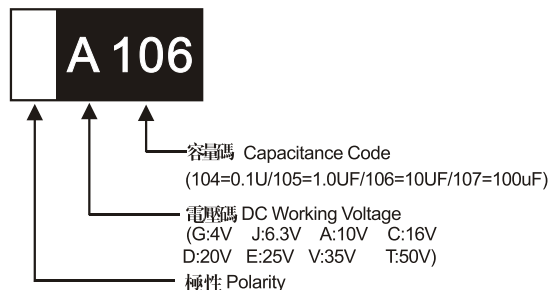 A 106
容量碼 Capacitance Code
(104=0.1U/105=1.0UF/106=10UF/107=100uF)
電壓碼 DC Working Voltage
(G:4V J:6.3V A:10V C:16V
D:20V E:25V V:35V T:50V)
極性 Polarity